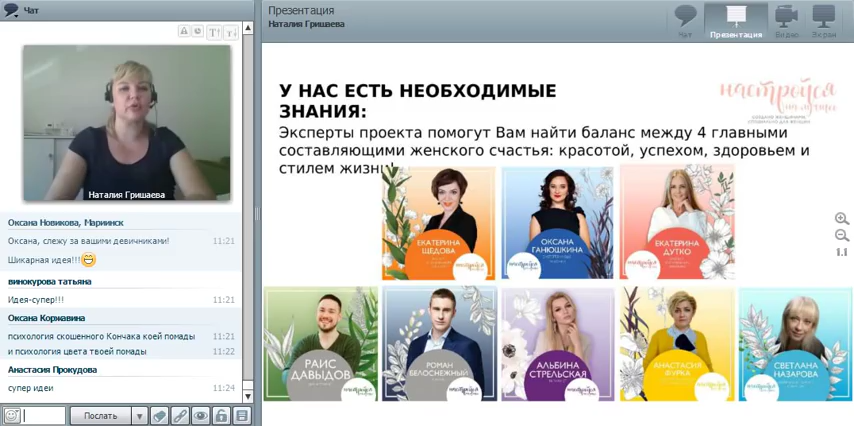 Чат
Наталия Гришаева
Оксана Новикова, Мариинск
Оксана, слежу за вашими девичниками! 11:21
Шикарная идея!!!
винокурова татьяна
Идея-супер!!! 11:21
Оксана Коржавина
психология скошенного Кончака коей помады 11:21
и психология цвета твоей помады 11:22
Анастасия Прокудова
супер идеи 11:24
Послать
Презентация
Наталия Гришаева
Чат
Презентация
Видео
Экран
У НАС ЕСТЬ НЕОБХОДИМЫЕ
ЗНАНИЯ:
настройся
на лучшее
Эксперты проекта помогут Вам найти баланс между 4 главными
составляющими женского счастья: красотой, успехом, здоровьем и
стилем жизни!
ЕКАТЕРИНА
ЩЕДОВА
ОКСАНА
ГАНЮШКИНА
ЕКАТЕРИНА
ДУТКО
РАИС
ДАВЫДОВ
РОМАН
БЕЛОСНЕЖНЫЙ
АЛЬБИНА
СТРЕЛЬСКАЯ
АНАСТАСИЯ
ФУРКА
СВЕТЛАНА
НАЗАРОВА
1.1